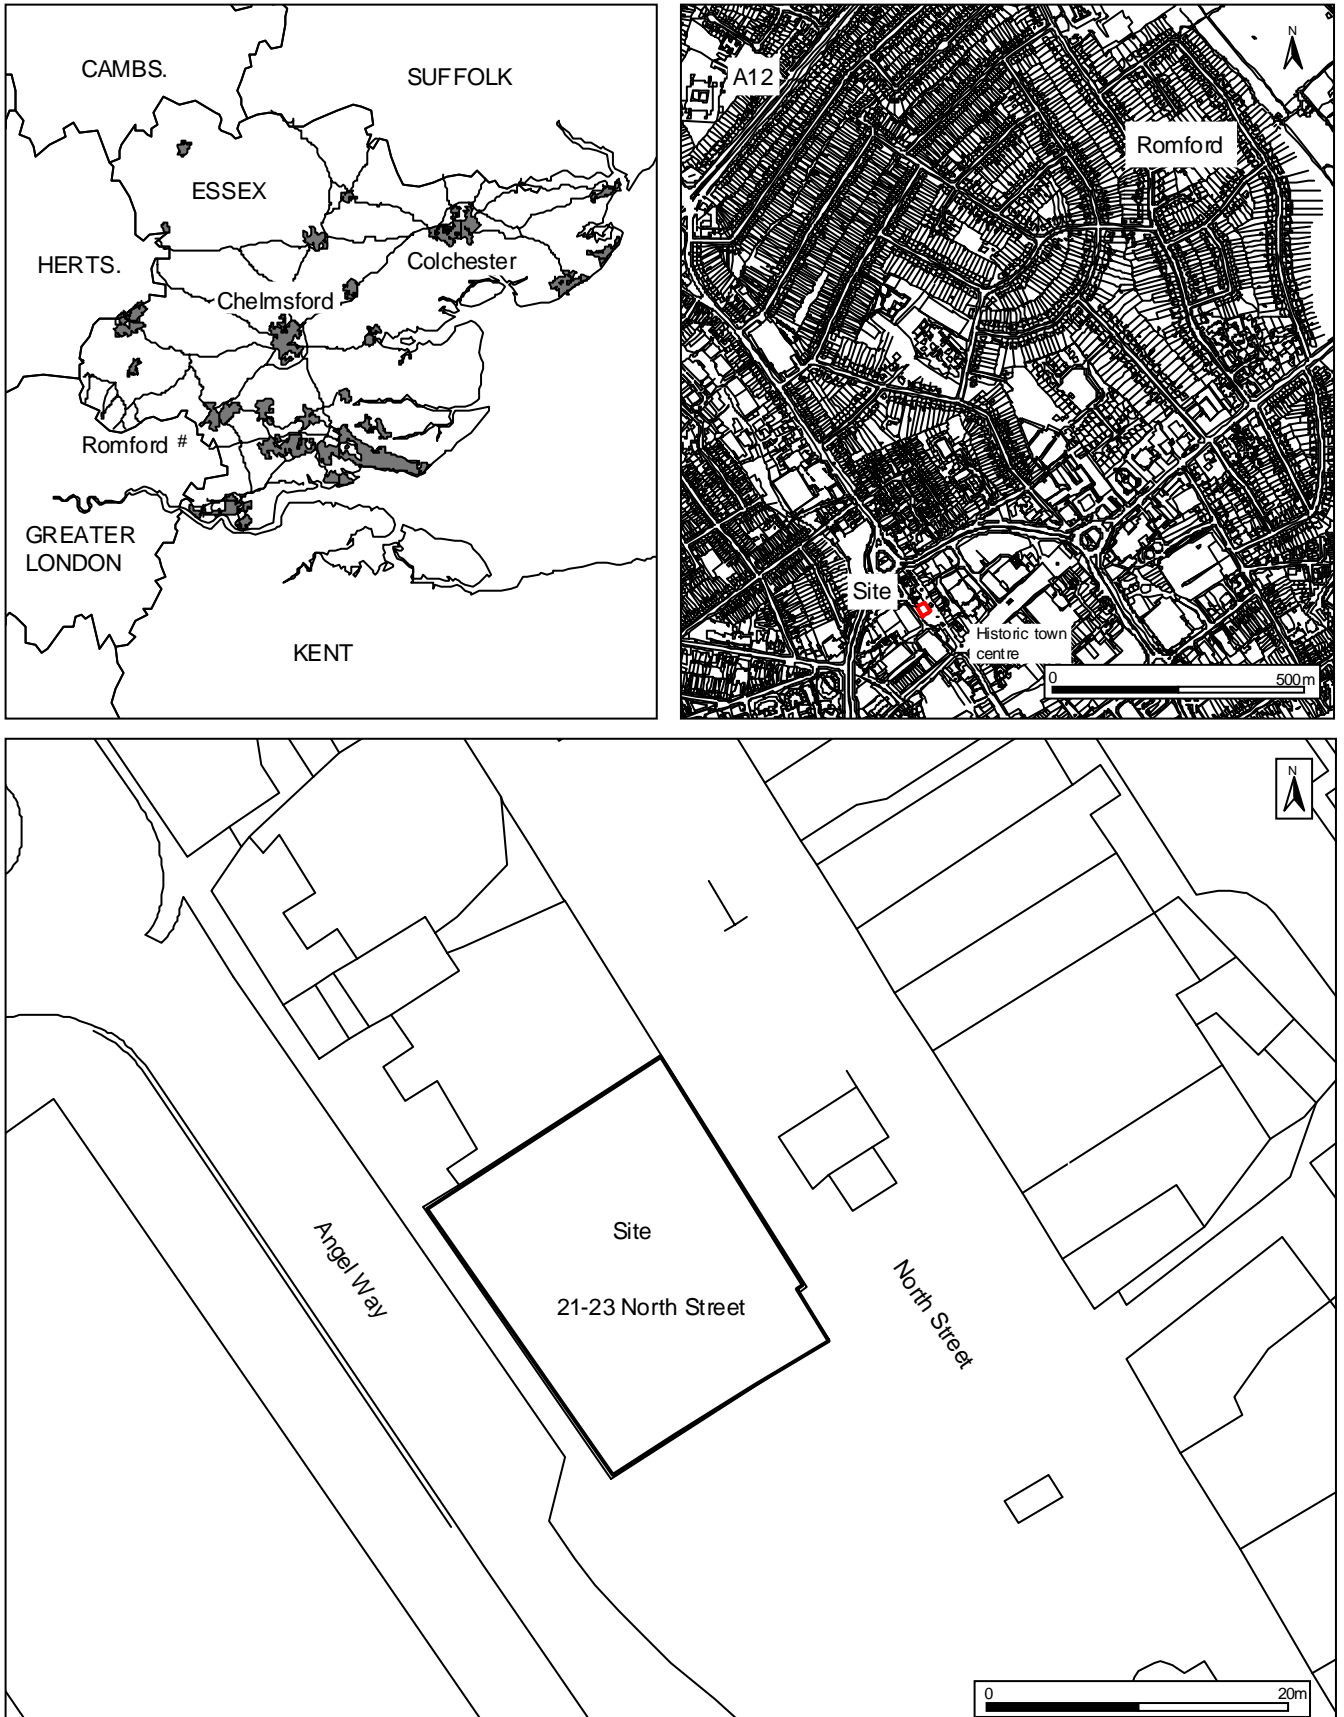 CAMBS.
SUFFOLK
ESSEX
HERTS.
Colchester
Chelmsford
Romford #
GREATER
LONDON
KENT
N
A12
Romford
Site
Historic town
centre
0 500m
N
Site
21-23 North Street
Angel Way
North Street
0 20m